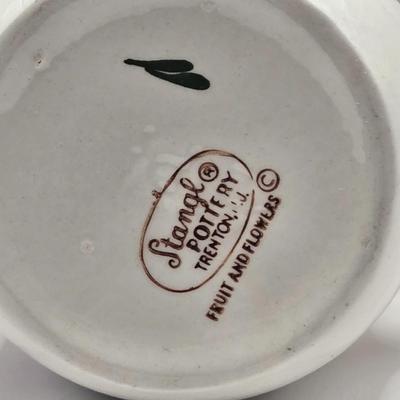 Stangl®
POTTERY
TRENTON, N.J.
FRUIT AND FLOWERS ©